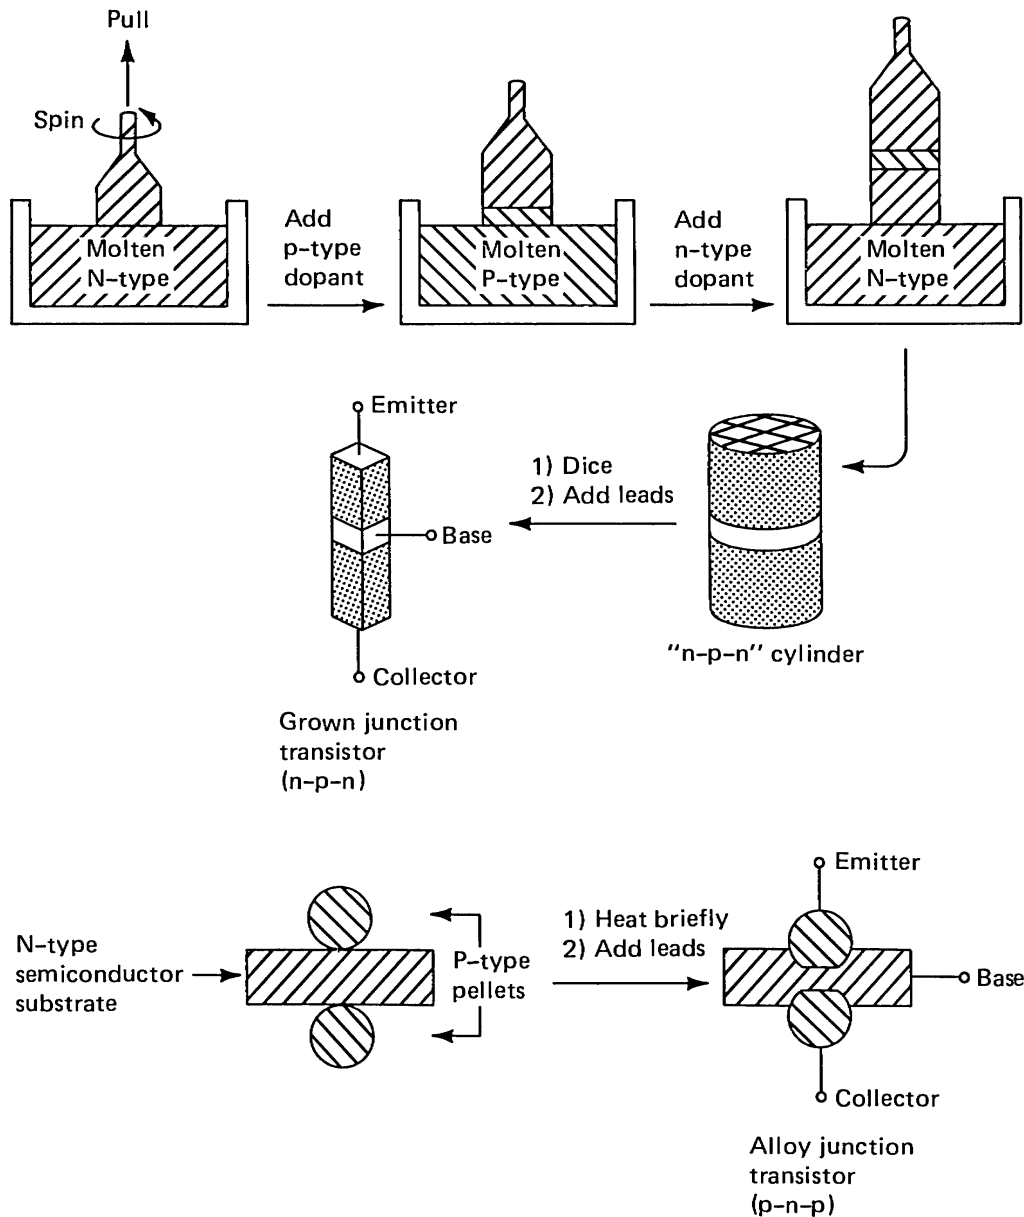 Pull
Spin
Molten
N-type
Add
p-type
dopant
Molten
P-type
Add
n-type
dopant
Molten
N-type
Emitter
Base
Collector
1) Dice
2) Add leads
"n-p-n" cylinder
Grown junction
transistor
(n-p-n)
N-type
semiconductor
substrate
P-type
pellets
1) Heat briefly
2) Add leads
Emitter
Base
Collector
Alloy junction
transistor
(p-n-p)